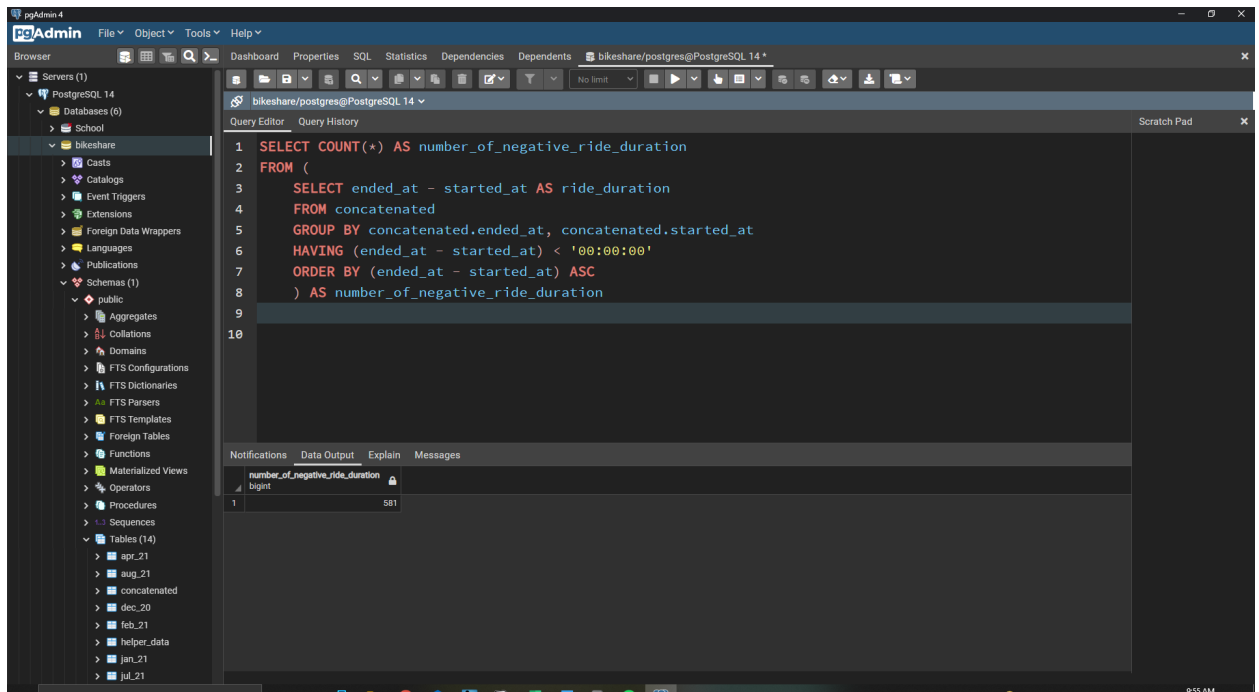 pgAdmin 4
pgAdmin File Object Tools Help
Browser
Dashboard Properties SQL Statistics Dependencies Dependents bikeshare/postgres@PostgreSQL 14 *
Servers (1)
PostgreSQL 14
Databases (6)
School
bikeshare
Casts
Catalogs
Event Triggers
Extensions
Foreign Data Wrappers
Languages
Publications
Schemas (1)
public
Aggregates
Collations
Domains
FTS Configurations
FTS Dictionaries
Aa FTS Parsers
FTS Templates
Foreign Tables
Functions
Materialized Views
Operators
Procedures
1..3 Sequences
Tables (14)
apr_21
aug_21
concatenated
dec_20
feb_21
helper_data
jan_21
jul_21
No limit
bikeshare/postgres@PostgreSQL 14
Query Editor Query History
Scratch Pad
1 SELECT COUNT(*) AS number_of_negative_ride_duration
2 FROM (
3 SELECT ended_at - started_at AS ride_duration
4 FROM concatenated
5 GROUP BY concatenated.ended_at, concatenated.started_at
6 HAVING (ended_at - started_at) < '00:00:00'
7 ORDER BY (ended_at - started_at) ASC
8 ) AS number_of_negative_ride_duration
9
10
Notifications Data Output Explain Messages
number_of_negative_ride_duration
bigint
1 581
9:55 AM